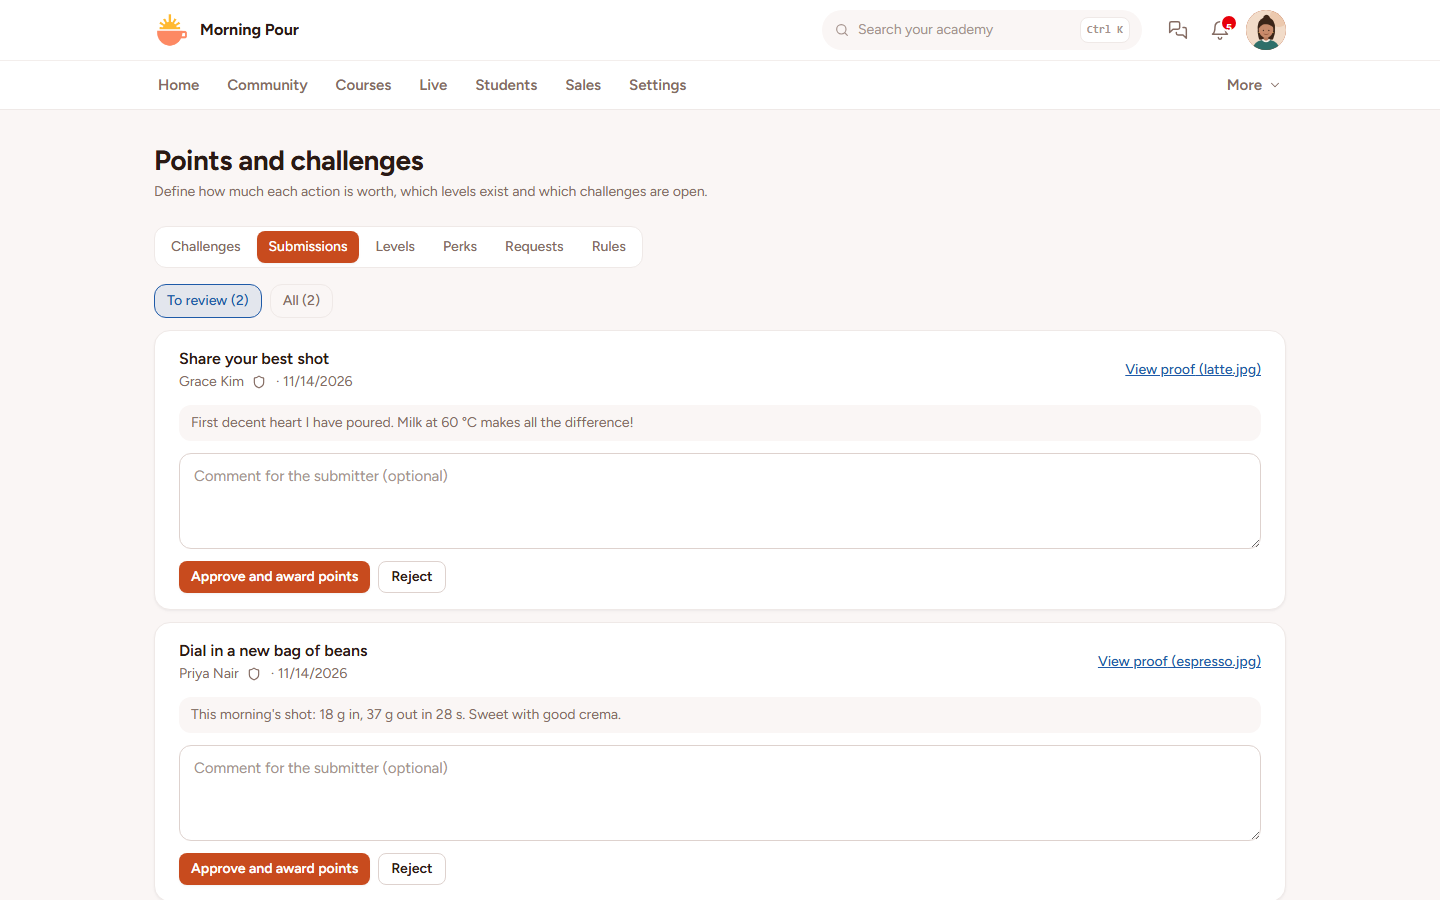 Morning Pour
Search your academy
Ctrl K
5
Home
Community
Courses
Live
Students
Sales
Settings
More
Points and challenges
Define how much each action is worth, which levels exist and which challenges are open.
Challenges
Submissions
Levels
Perks
Requests
Rules
To review (2)
All (2)
Share your best shot
Grace Kim · 11/14/2026
View proof (latte.jpg)
First decent heart I have poured. Milk at 60 °C makes all the difference!
Comment for the submitter (optional)
Approve and award points
Reject
Dial in a new bag of beans
Priya Nair · 11/14/2026
View proof (espresso.jpg)
This morning's shot: 18 g in, 37 g out in 28 s. Sweet with good crema.
Comment for the submitter (optional)
Approve and award points
Reject